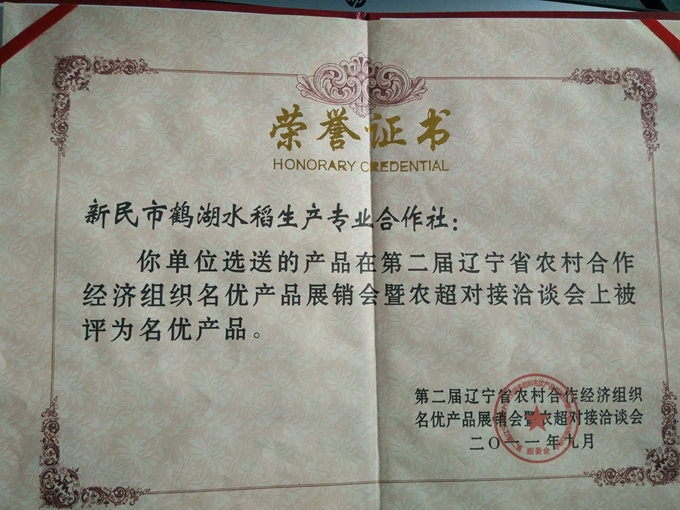 荣誉证书
HONORARY CREDENTIAL
新民市鹤湖水稻生产专业合作社：
你单位选送的产品在第二届辽宁省农村合作
经济组织名优产品展销会暨农超对接洽谈会上被
评为名优产品。
第二届辽宁省农村合作经济组织
名优产品展销会暨农超对接洽谈会
二〇一一年九月
组委会